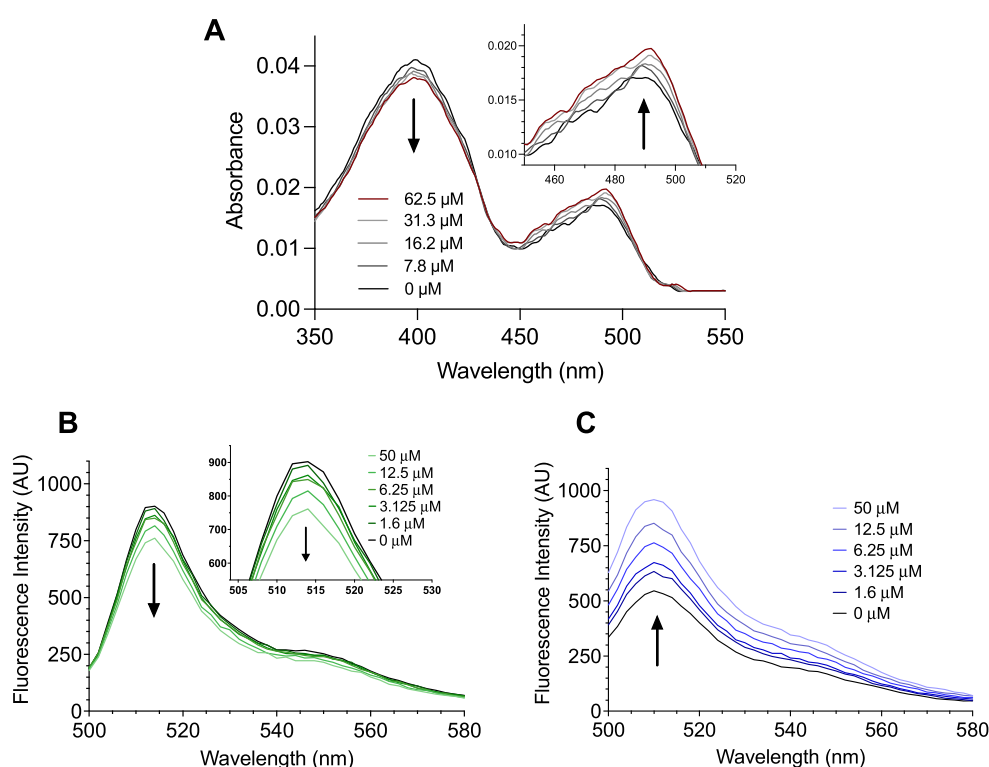 A
Absorbance
0.04
0.03
0.02
0.01
0.00
350
400
450
500
550
Wavelength (nm)
62.5 µM
31.3 µM
16.2 µM
7.8 µM
0 µM
0.020
0.015
0.010
460
480
500
520
B
Fluorescence Intensity (AU)
1000
750
500
250
0
500
520
540
560
580
Wavelength (nm)
900
800
700
600
505
510
515
520
525
530
50 µM
12.5 µM
6.25 µM
3.125 µM
1.6 µM
0 µM
C
Fluorescence Intensity (AU)
1000
750
500
250
0
500
520
540
560
580
Wavelength (nm)
50 µM
12.5 µM
6.25 µM
3.125 µM
1.6 µM
0 µM